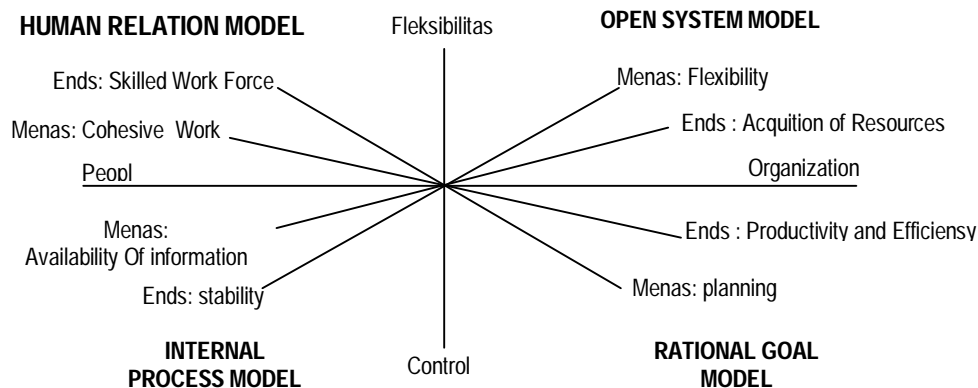 HUMAN RELATION MODEL
Fleksibilitas
OPEN SYSTEM MODEL
Ends: Skilled Work Force
Menas: Flexibility
Menas: Cohesive Work
Ends : Acquition of Resources
Peopl
Organization
Menas:
Availability Of information
Ends : Productivity and Efficiensy
Ends: stability
Menas: planning
INTERNAL
PROCESS MODEL
Control
RATIONAL GOAL
MODEL